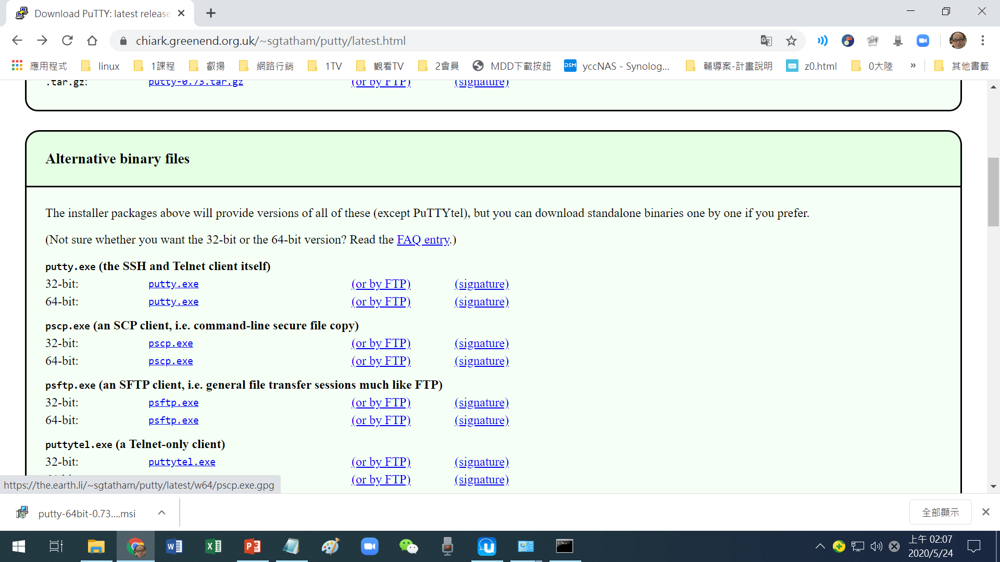 Download PuTTY: latest release
chiark.greenend.org.uk/~sgtatham/putty/latest.html
應用程式 linux 1課程 叡揚 網路行銷 1TV 觀看TV 2會員 MDD下載按鈕 DSM yccNAS - Synolog... 輔導案-計畫說明 z0.html 0大陸 » 其他書籤
.tar.gz: putty-0.73.tar.gz (or by FTP) (signature)
Alternative binary files
The installer packages above will provide versions of all of these (except PuTTYtel), but you can download standalone binaries one by one if you prefer.
(Not sure whether you want the 32-bit or the 64-bit version? Read the FAQ entry.)
putty.exe (the SSH and Telnet client itself)
32-bit: putty.exe (or by FTP) (signature)
64-bit: putty.exe (or by FTP) (signature)
pscp.exe (an SCP client, i.e. command-line secure file copy)
32-bit: pscp.exe (or by FTP) (signature)
64-bit: pscp.exe (or by FTP) (signature)
psftp.exe (an SFTP client, i.e. general file transfer sessions much like FTP)
32-bit: psftp.exe (or by FTP) (signature)
64-bit: psftp.exe (or by FTP) (signature)
puttytel.exe (a Telnet-only client)
32-bit: puttytel.exe (or by FTP) (signature)
(or by FTP) (signature)
https://the.earth.li/~sgtatham/putty/latest/w64/pscp.exe.gpg
putty-64bit-0.73....msi 全部顯示
上午 02:07
2020/5/24